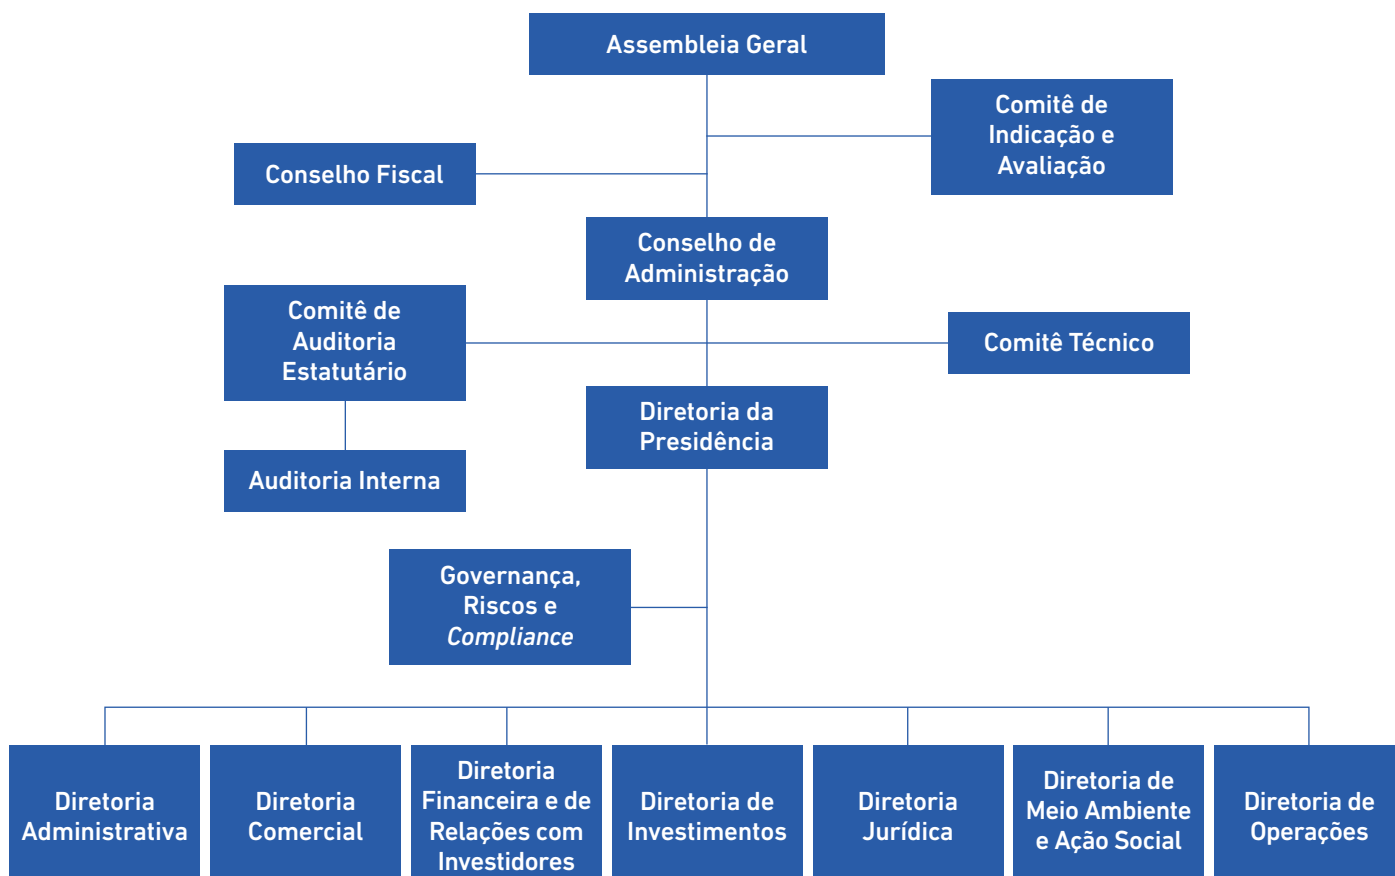 Assembleia Geral
Comitê de
Indicação e
Avaliação
Conselho Fiscal
Conselho de
Administração
Comitê de
Auditoria
Estatutário
Comitê Técnico
Diretoria da
Presidência
Auditoria Interna
Governança,
Riscos e
Compliance
Diretoria
Administrativa
Diretoria
Comercial
Diretoria
Financeira e de
Relações com
Investidores
Diretoria de
Investimentos
Diretoria
Jurídica
Diretoria de
Meio Ambiente
e Ação Social
Diretoria de
Operações